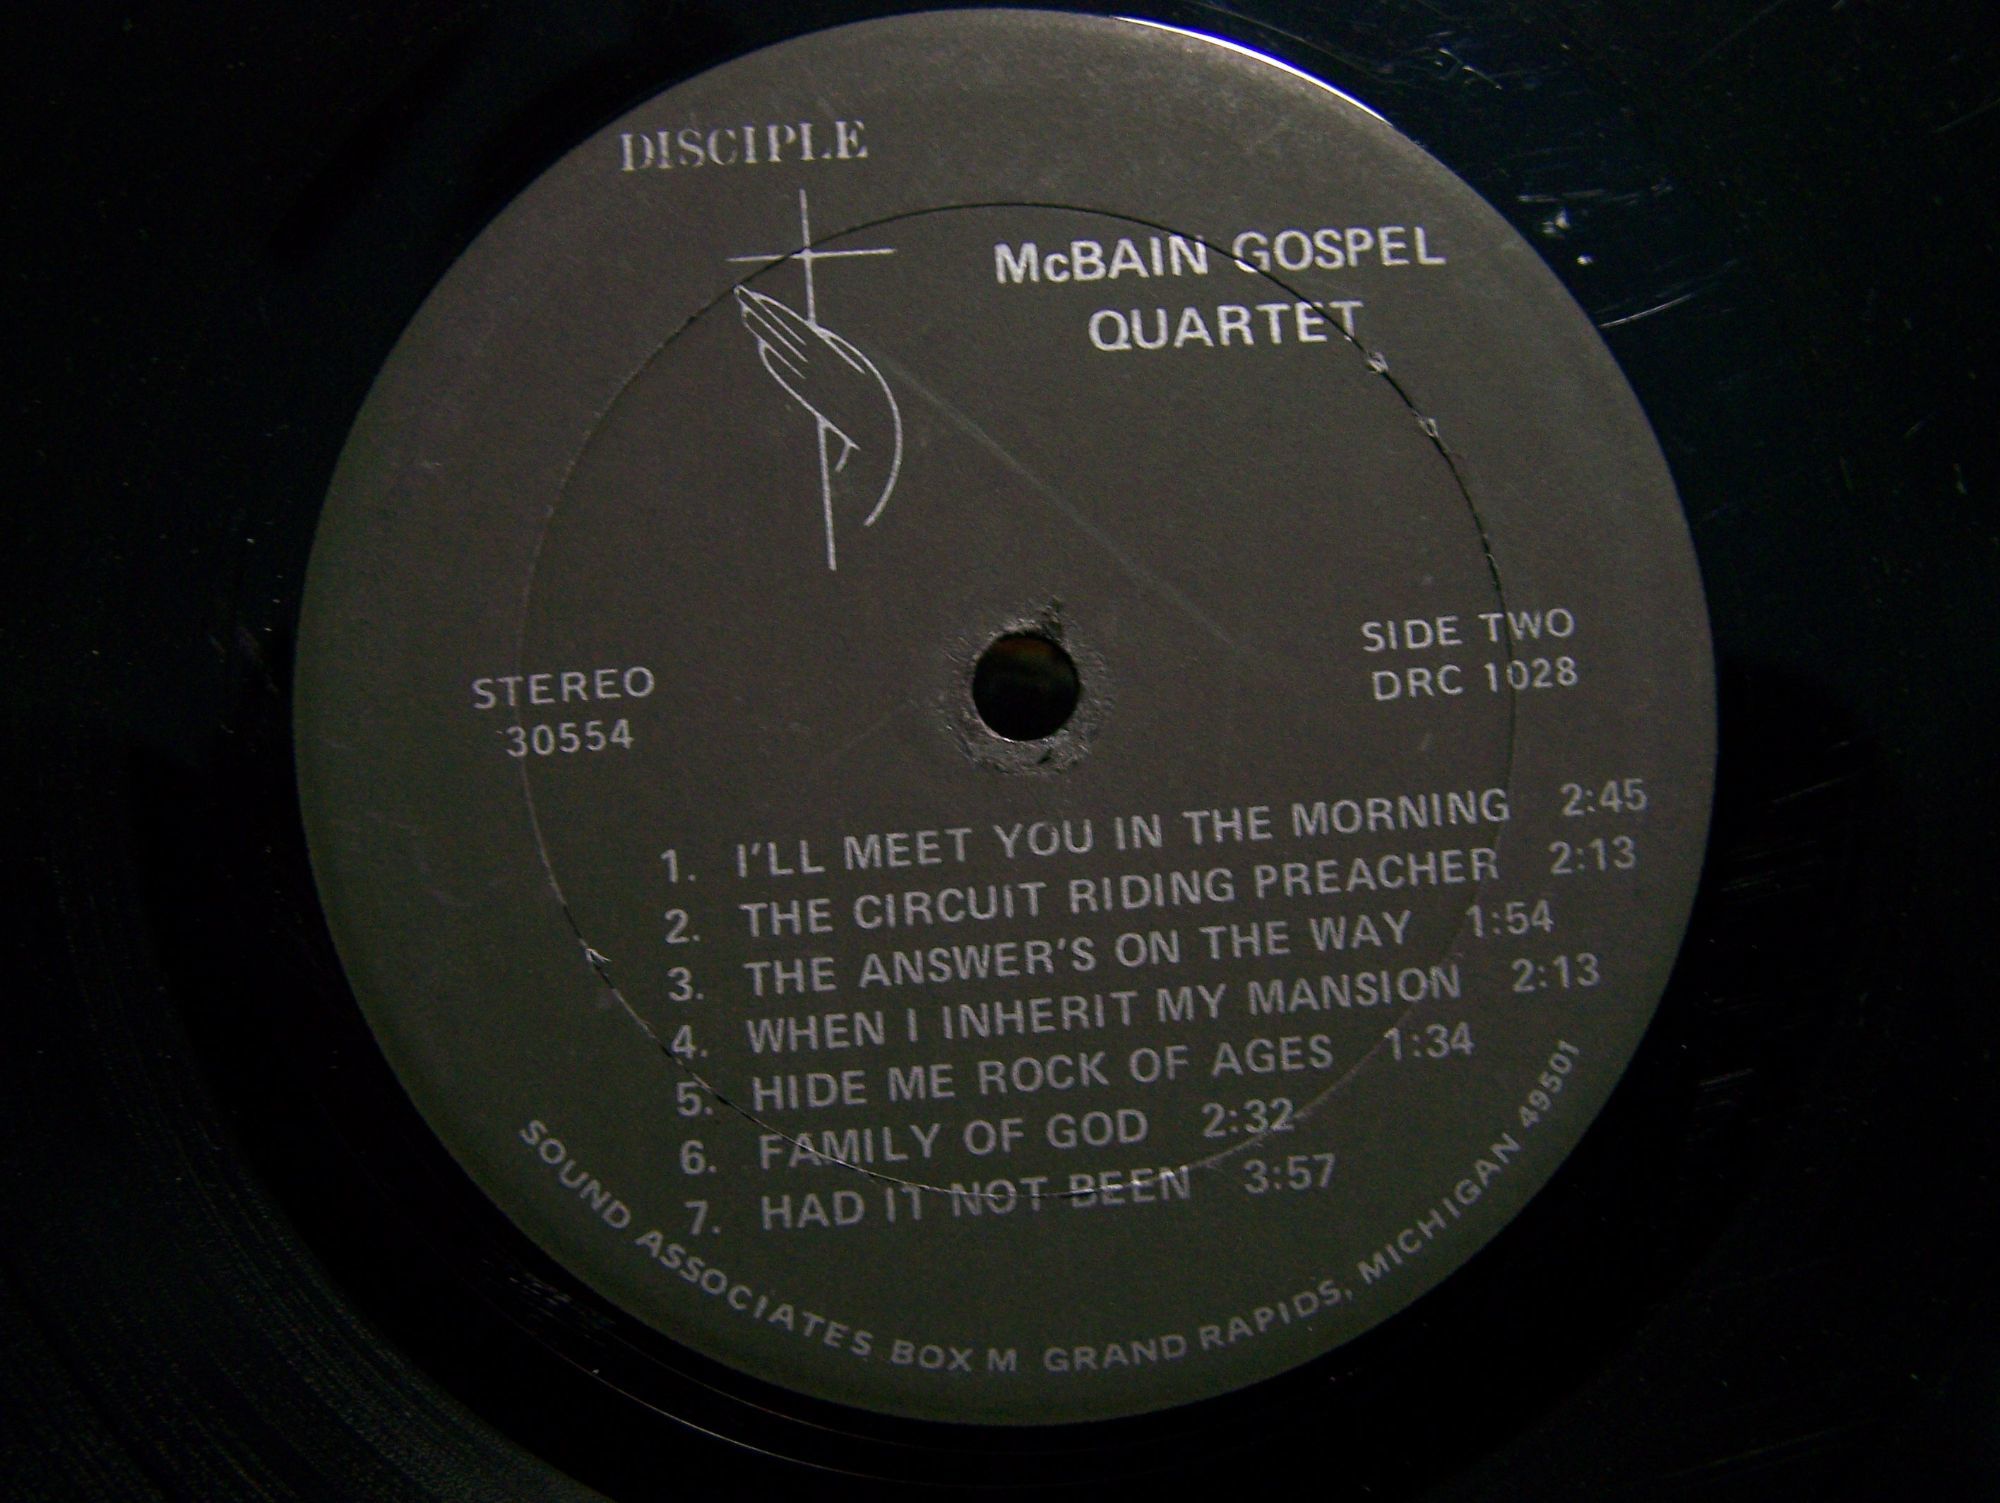 DISCIPLE
McBAIN GOSPEL
QUARTET
STEREO
30554
SIDE TWO
DRC 1028
1. I'LL MEET YOU IN THE MORNING 2:45
2. THE CIRCUIT RIDING PREACHER 2:13
3. THE ANSWER'S ON THE WAY 1:54
4. WHEN I INHERIT MY MANSION 2:13
5. HIDE ME ROCK OF AGES 1:34
6. FAMILY OF GOD 2:32
7. HAD IT NOT BEEN 3:57
SOUND ASSOCIATES BOX M GRAND RAPIDS, MICHIGAN 49501